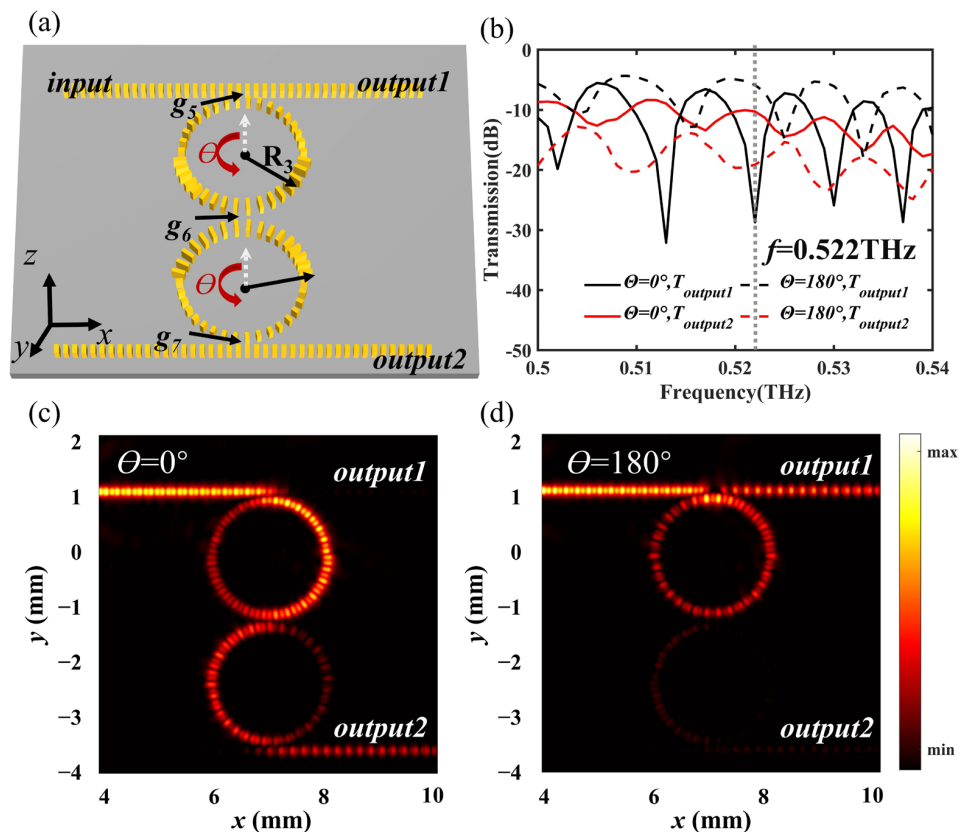 (a)
input
output1
g5
Θ
R3
g6
Θ
g7
output2
z
x
y
(b)
Transmission(dB)
0
-10
-20
-30
-40
-50
f=0.522THz
Θ=0°,Toutput1
Θ=180°,Toutput1
Θ=0°,Toutput2
Θ=180°,Toutput2
0.5 0.51 0.52 0.53 0.54
Frequency(THz)
(c)
y (mm)
2
1
0
−1
−2
−3
−4
Θ=0°
output1
output2
4 6 8 10
x (mm)
(d)
y (mm)
2
1
0
−1
−2
−3
−4
Θ=180°
output1
output2
4 6 8 10
x (mm)
max
min